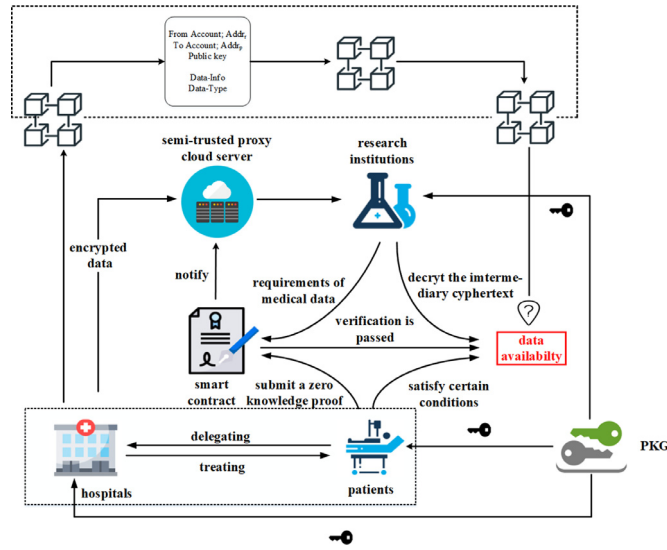 From Account; Addrᵢ
To Account; Addrₚ
Public key
Data-Info
Data-Type
semi-trusted proxy
cloud server
research
institutions
encrypted
data
notify
requirements of
medical data
decryt the imterme-
diary cyphertext
verification is
passed
?
data
availabilty
smart
contract
submit a zero
knowledge proof
satisfy certain
conditions
delegating
treating
hospitals
patients
PKG